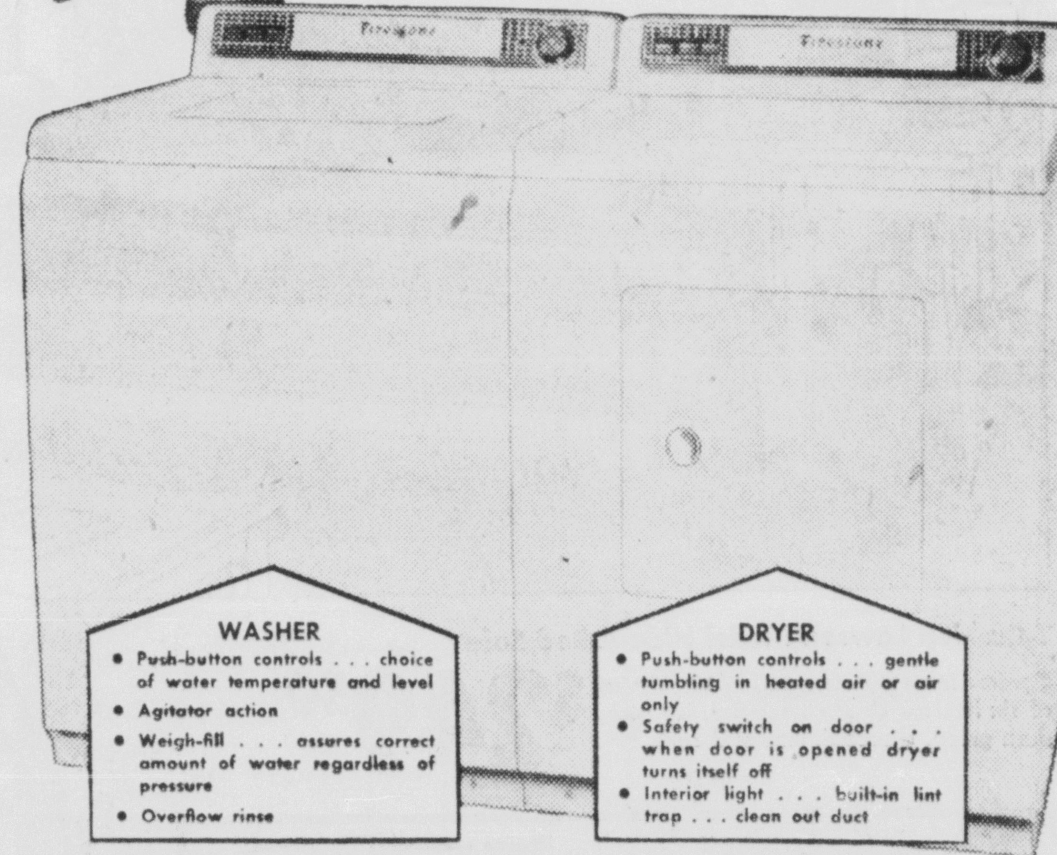 Firestone
Firestone
WASHER
• Push-button controls . . . choice
of water temperature and level
• Agitator action
• Weigh-fill . . . assures correct
amount of water regardless of
pressure
• Overflow rinse
DRYER
• Push-button controls . . . gentle
tumbling in heated air or air
only
• Safety switch on door . . .
when door is opened dryer
turns itself off
• Interior light . . . built-in lint
trap . . . clean out duct